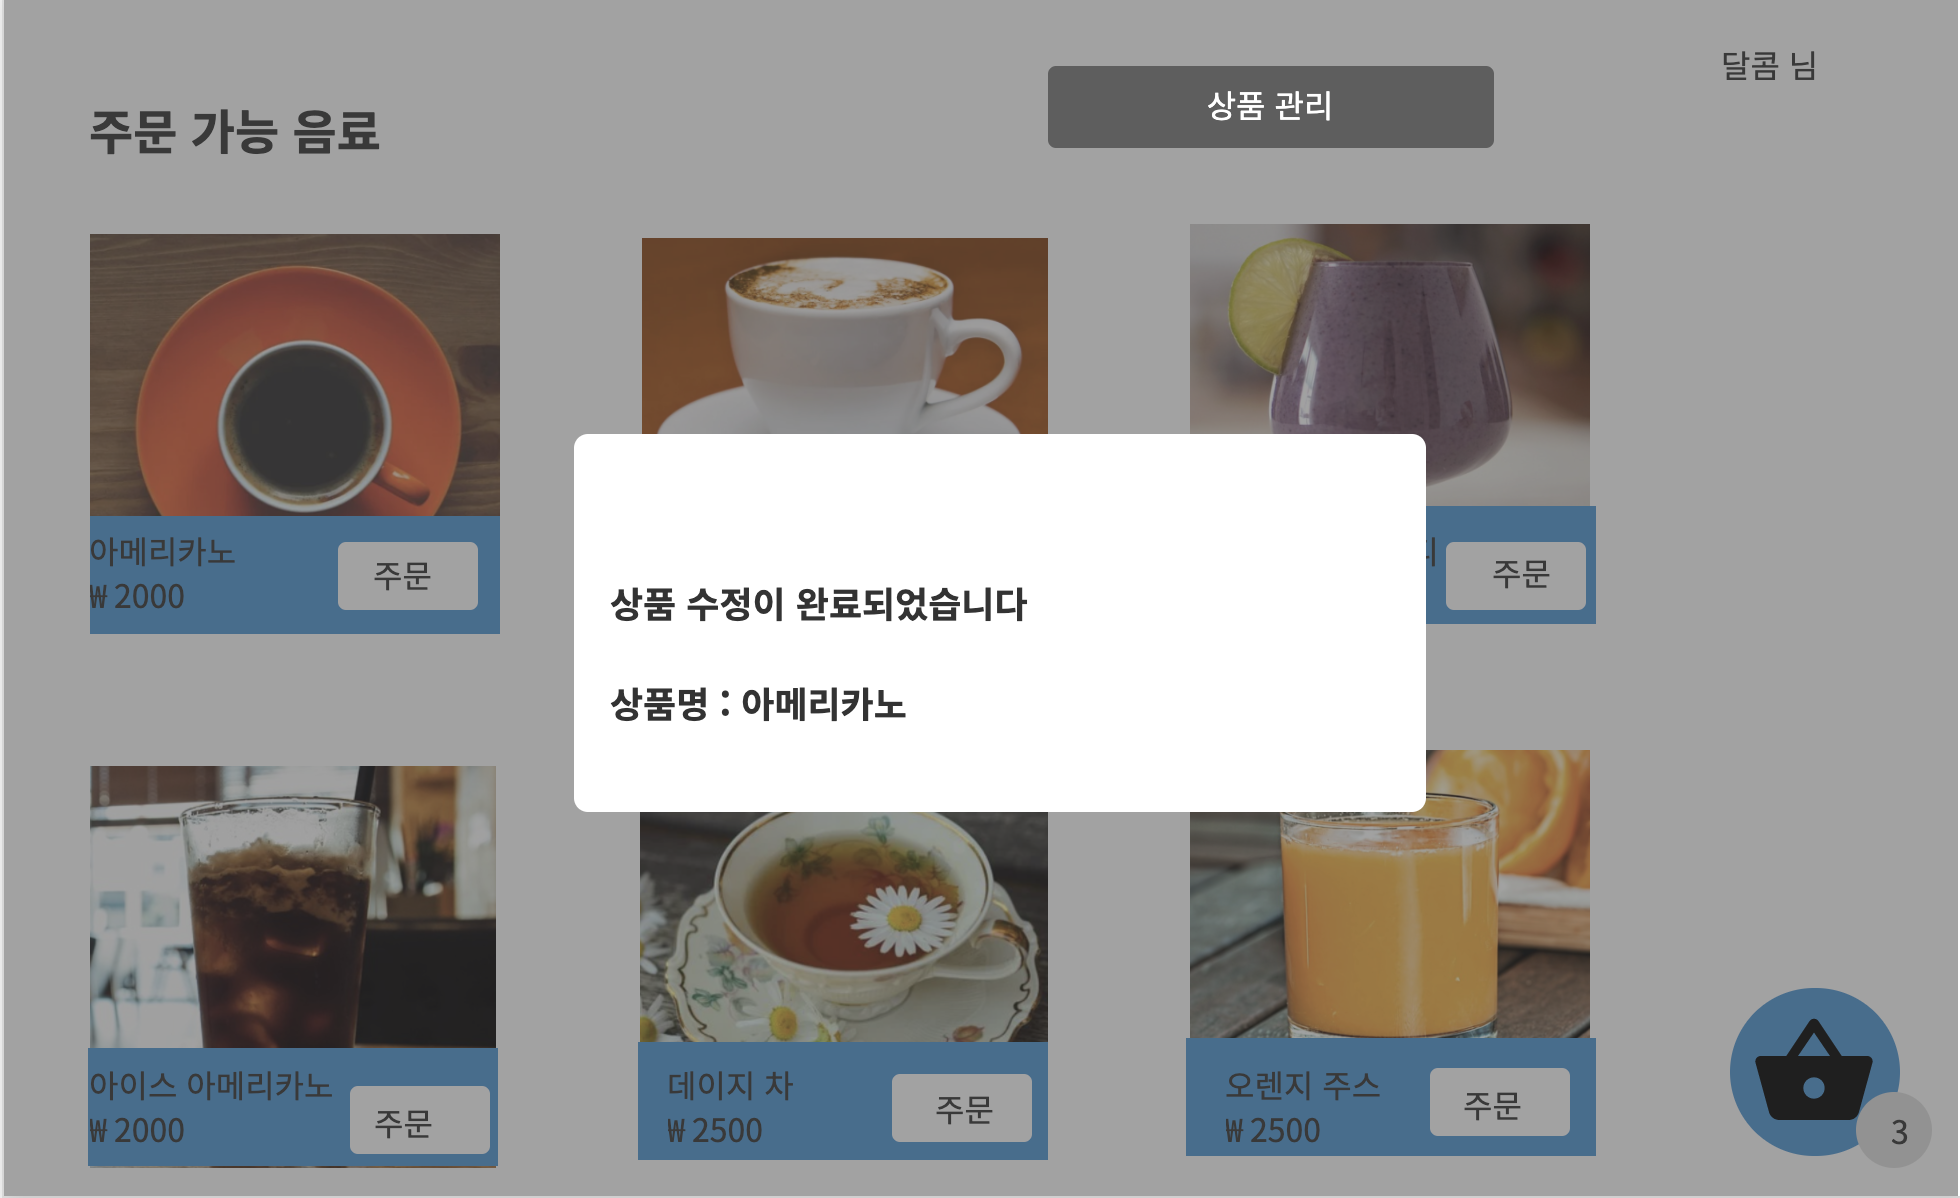 달콤 님
상품 관리
주문 가능 음료
아메리카노
₩ 2000
주문
주문
상품 수정이 완료되었습니다
상품명 : 아메리카노
아이스 아메리카노
₩ 2000
주문
데이지 차
₩ 2500
주문
오렌지 주스
₩ 2500
주문
3